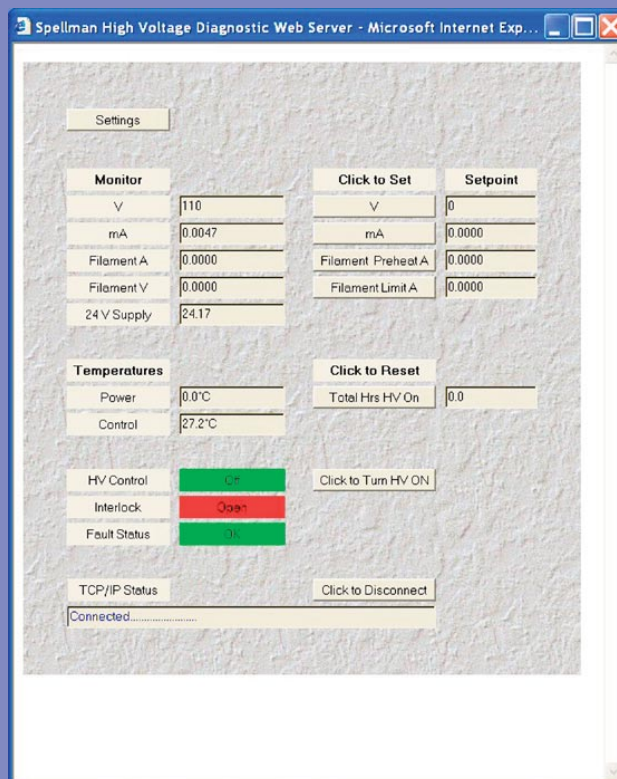 Spellman High Voltage Diagnostic Web Server - Microsoft Internet Exp...
Settings
Monitor Click to Set Setpoint
V 110 V 0
mA 0.0047 mA 0.0000
Filament A 0.0000 Filament Preheat A 0.0000
Filament V 0.0000 Filament Limit A 0.0000
24 V Supply 24.17
Temperatures Click to Reset
Power 0.0°C Total Hrs HV On 0.0
Control 27.2°C
HV Control Off Click to Turn HV ON
Interlock Open
Fault Status OK
TCP/IP Status Click to Disconnect
Connected.......................